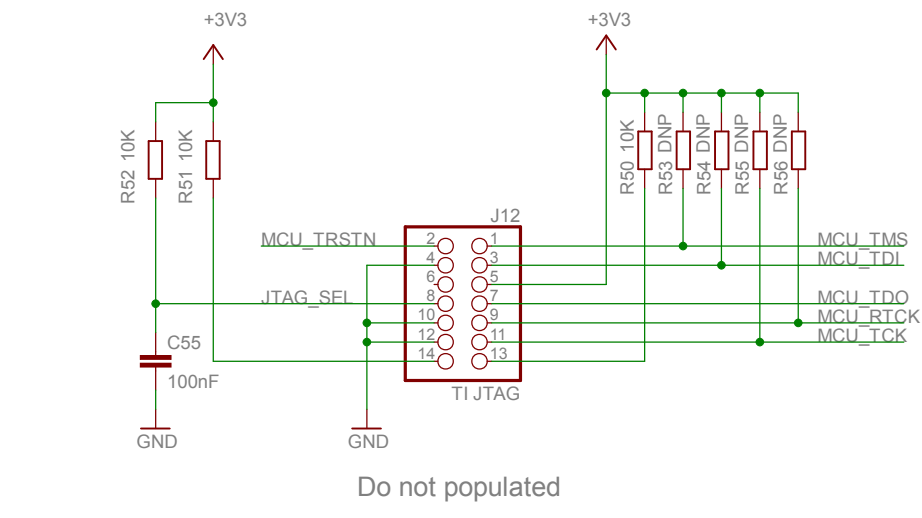 +3V3
+3V3
R52 10K
R51 10K
R50 10K
R53 DNP
R54 DNP
R55 DNP
R56 DNP
J12
MCU_TRSTN
2
1
MCU_TMS
4
3
MCU_TDI
6
5
JTAG_SEL
8
7
MCU_TDO
10
9
MCU_RTCK
12
11
MCU_TCK
14
13
C55
100nF
TI JTAG
GND
GND
Do not populated